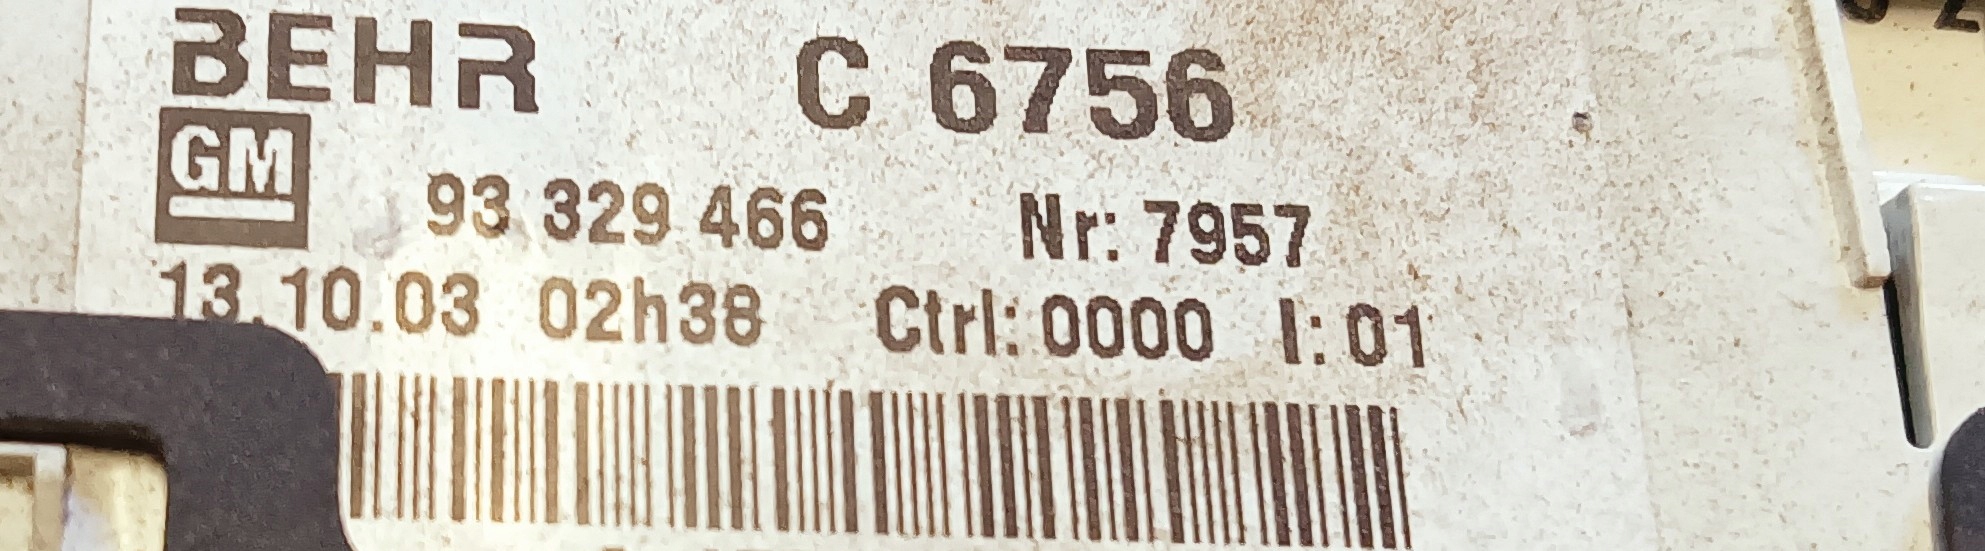 BEHR C 6756
GM 93 329 466 Nr: 7957
13.10.03 02h38 Ctrl: 0000 I: 01